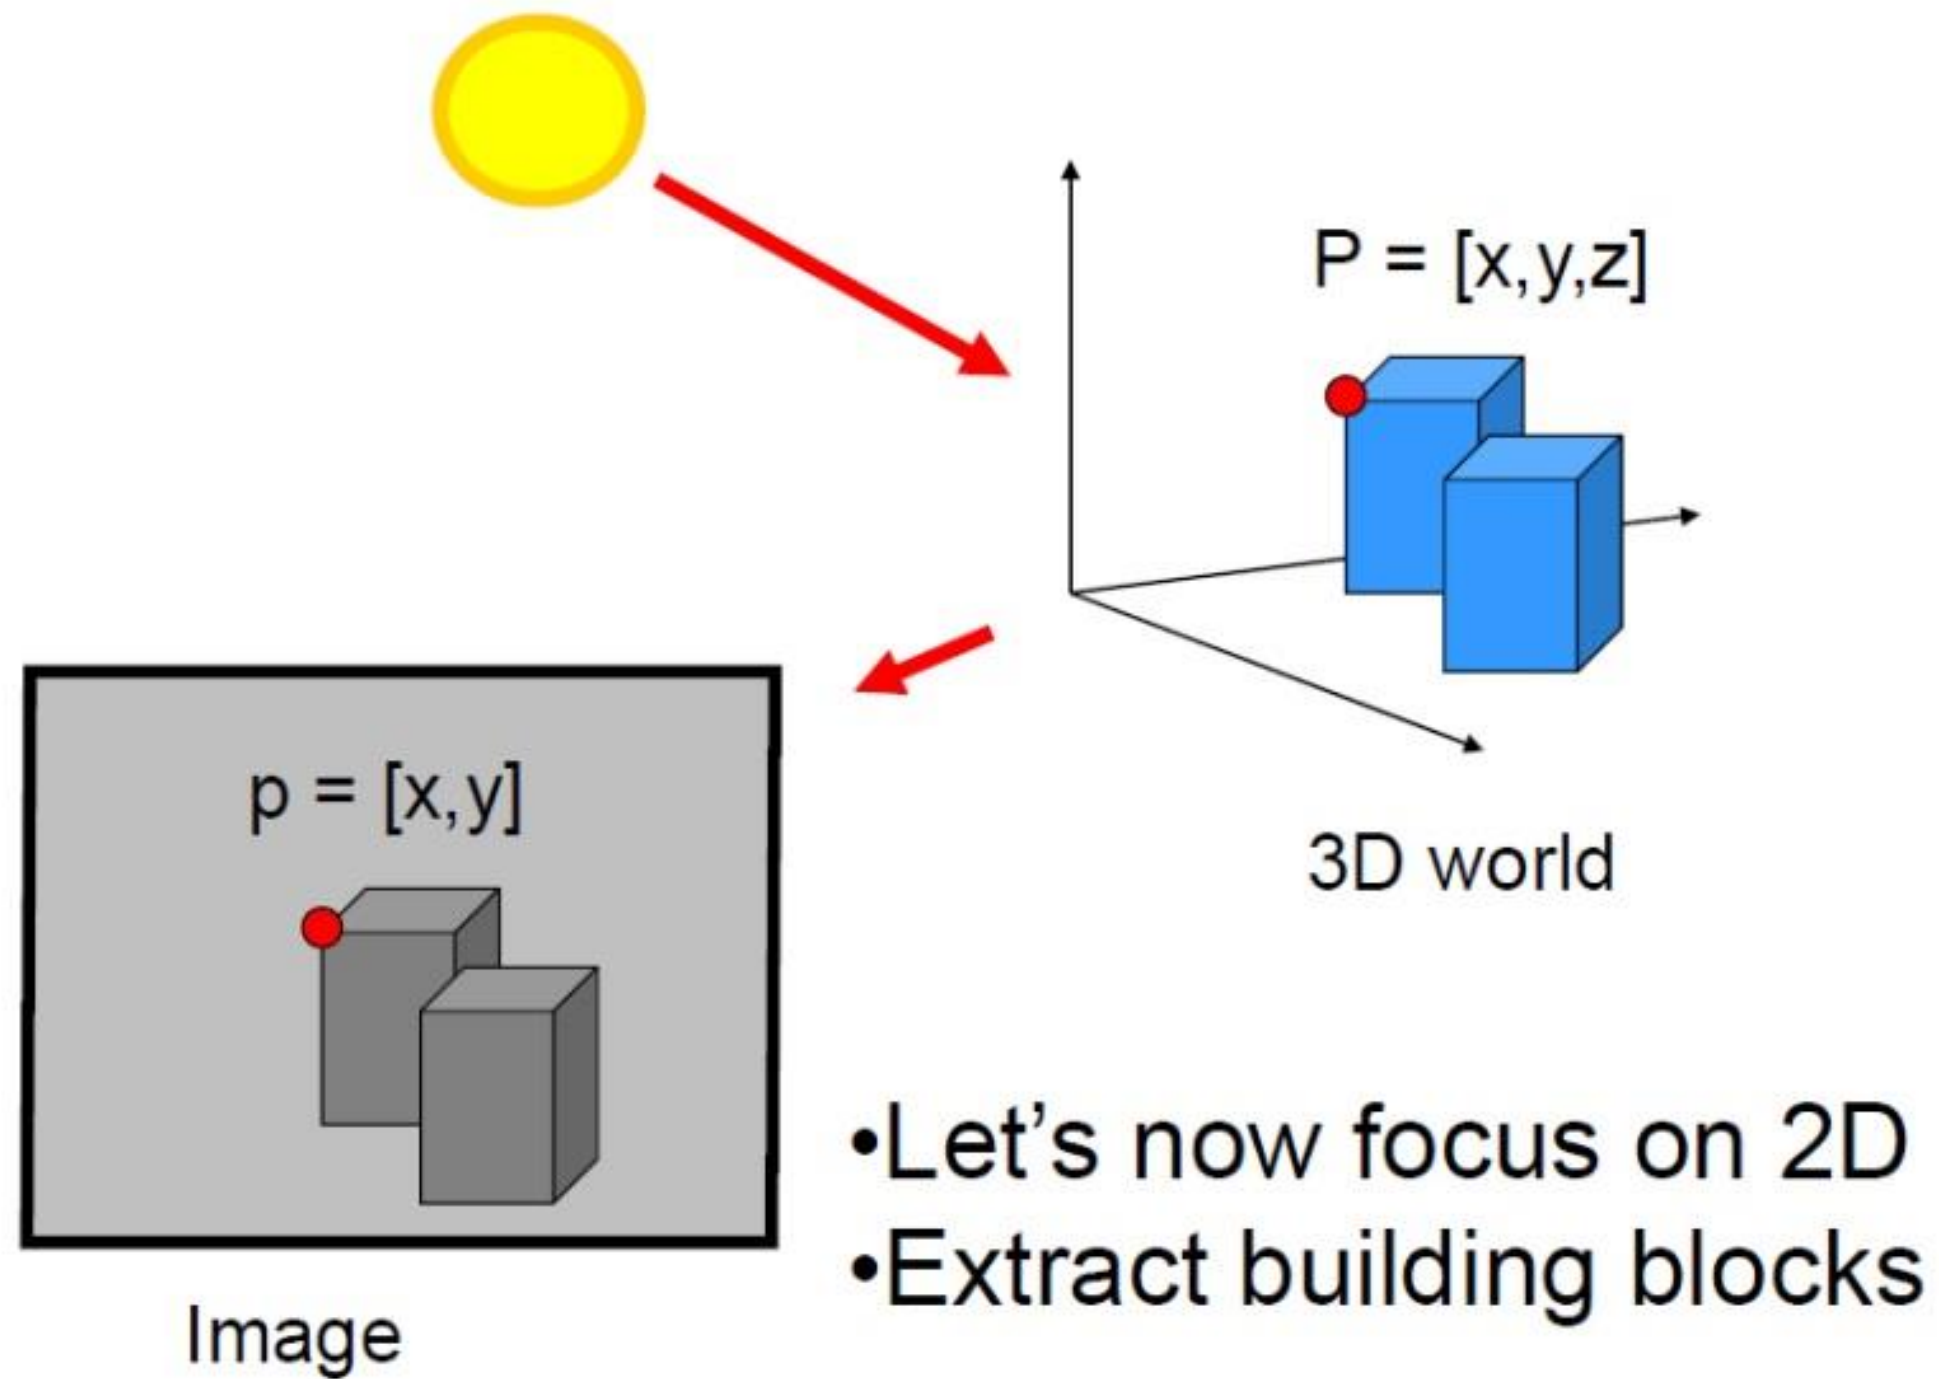 P = [x,y,z]
p = [x,y]
3D world
•Let's now focus on 2D
•Extract building blocks
Image